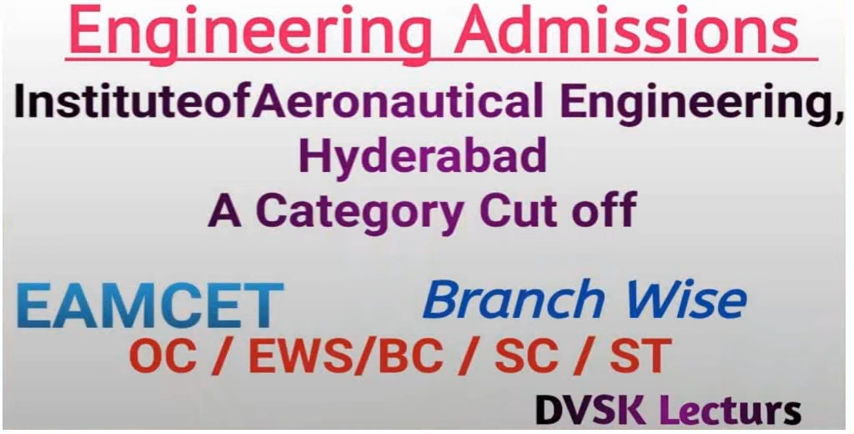 Engineering Admissions
InstituteofAeronautical Engineering,
Hyderabad
A Category Cut off
EAMCET Branch Wise
OC / EWS/BC / SC / ST
DVSK Lecturs